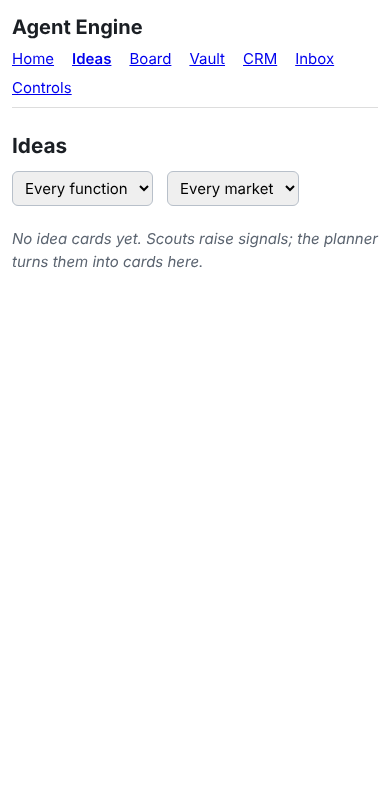 Agent Engine
Home Ideas Board Vault CRM Inbox
Controls
Ideas
Every function Every market
No idea cards yet. Scouts raise signals; the planner
turns them into cards here.